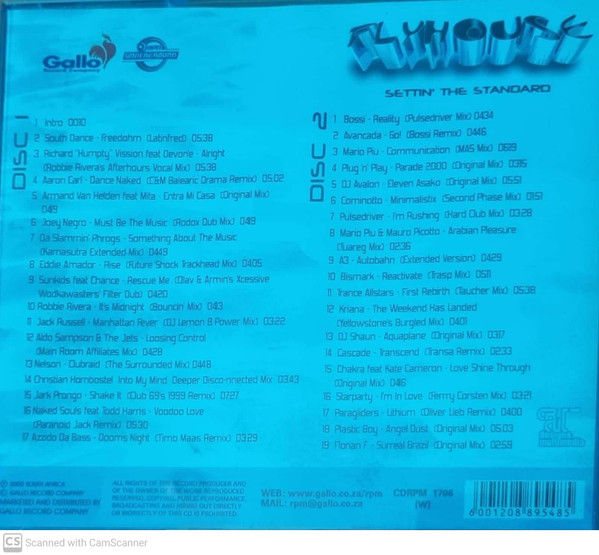 Gallo
Record Company
FLYHOUSE
SETTIN' THE STANDARD
DISC 1
1 Intro 00:10
2 South Dance - Freedohm (Latinfred) 05:38
3 Richard "Humpty" Vission feat Devone - Alright
(Robbie Rivera's Afterhours Vocal Mix) 05:38
4 Aaron Carl - Dance Naked (C&M Balearic Drama Remix) 05:02
5 Armand Van Helden feat Mita - Entra Mi Casa (Original Mix)
04:9
6 Joey Negro - Must Be The Music (Radox Dub Mix) 04:9
7 Da Slammin' Phrogs - Something About The Music
(Kamasutra Extended Mix) 04:49
8 Eddie Amador - Rise (Future Shock Trackhead Mix) 04:05
9 Sunkids feat Chance - Rescue Me (Olav & Armin's Xcessive
Wodkawasters' Filter Dub) 04:20
10 Robbie Rivera - It's Midnight (Bouncin' Mix) 04:3
11 Jack Russell - Manhattan River (DJ Lemon 8 Power Mix) 03:22
12 Aldo Sampson & The Jets - Loosing Control
(Main Room Affiliates Mix) 04:28
13 Nelson - Clubraid (The Surrounded Mix) 04:48
14 Christian Hornbostel Into My Mind Deeper Disco-nnected Mix 03:43
15 Jark Prongo - Shake It (Club 69's 1999 Remix) 07:27
16 Naked Souls feat Todd Harris - Voodoo Love
(Paranoid Jack Remix) 05:30
17 Azzido Da Bass - Dooms Night (Timo Maas Remix) 03:29
DISC 2
1 Bossi - Reality (Pulsedriver Mix) 04:34
2 Avancada - Go! (Bossi Remix) 04:46
3 Mario Piu - Communication (MAS Mix) 06:19
4 Plug 'n' Play - Parade 2000 (Original Mix) 03:15
5 DJ Avalon - Eleven Asako (Original Mix) 05:51
6 Cominotto - Minimalistix (Second Phase Mix) 01:51
7 Pulsedriver - I'm Rushing (Hard Club Mix) 03:28
8 Mario Piu & Mauro Picotto - Arabian Pleasure
(Tuareg Mix) 02:36
9 A3 - Autobahn (Extended Version) 04:29
10 Bismark - Reactivate (Trasp Mix) 05:11
11 Trance Allstars - First Rebirth (Taucher Mix) 05:38
12 Kriana - The Weekend Has Landed
(Yellowstone's Burgled Mix) 04:01
13 DJ Shaun - Aquaplane (Original Mix) 03:17
14 Cascade - Transcend (Transa Remix) 02:33
15 Chakra feat Kate Cameron - Love Shine Through
(Original Mix) 04:6
16 Starparty - I'm In Love (Ferry Corsten Mix) 03:21
17 Paragliders - Lithium (Oliver Lieb Remix) 04:00
18 Plastic Boy - Angel Dust (Original Mix) 05:03
19 Florian F - Surreal Brazil (Original Mix) 02:59
© 2000 SOUTH AFRICA
℗ GALLO RECORD COMPANY
MARKETED AND DISTRIBUTED BY
GALLO RECORD COMPANY
ALL RIGHTS OF THE RECORD PRODUCER AND
OF THE OWNER OF THE WORK REPRODUCED
RESERVED. COPYING, PUBLIC PERFORMANCE,
BROADCASTING AND HIRING OUT DIRECTLY
OR INDIRECTLY OF THIS CD IS PROHIBITED.
WEB: www.gallo.co.za/rpm
MAIL: rpm@gallo.co.za
CDRPM 1706
(W)
6 001208 895485
CS Scanned with CamScanner